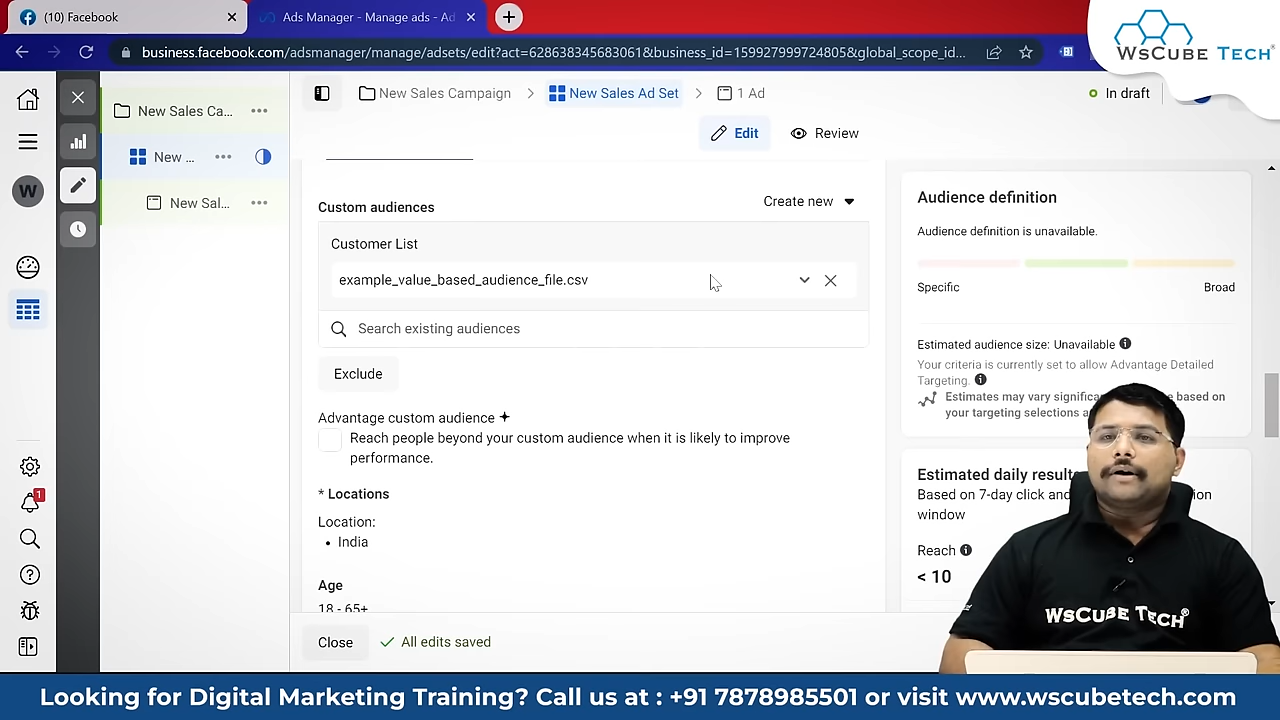 (10) Facebook
Ads Manager - Manage ads - Ad
WsCube Tech®
business.facebook.com/adsmanager/manage/adsets/edit?act=628638345683061&business_id=1599279997248058&global_scope_id...
New Sales Ca...
New Sales Campaign > New Sales Ad Set > 1 Ad
In draft
Edit
Review
New ...
New Sal...
W
1
Custom audiences
Create new
Customer List
example_value_based_audience_file.csv
Search existing audiences
Exclude
Advantage custom audience
Reach people beyond your custom audience when it is likely to improve
performance.
* Locations
Location:
• India
Age
18 - 65+
Close
All edits saved
Audience definition
Audience definition is unavailable.
Specific
Broad
Estimated audience size: Unavailable
Your criteria is currently set to allow Advantage Detailed
Targeting.
Estimates may vary based on
your targeting selections
Estimated daily results
Based on 7-day click and
window
Reach
< 10
WsCube Tech®
Looking for Digital Marketing Training? Call us at : +91 7878985501 or visit www.wscubetech.com